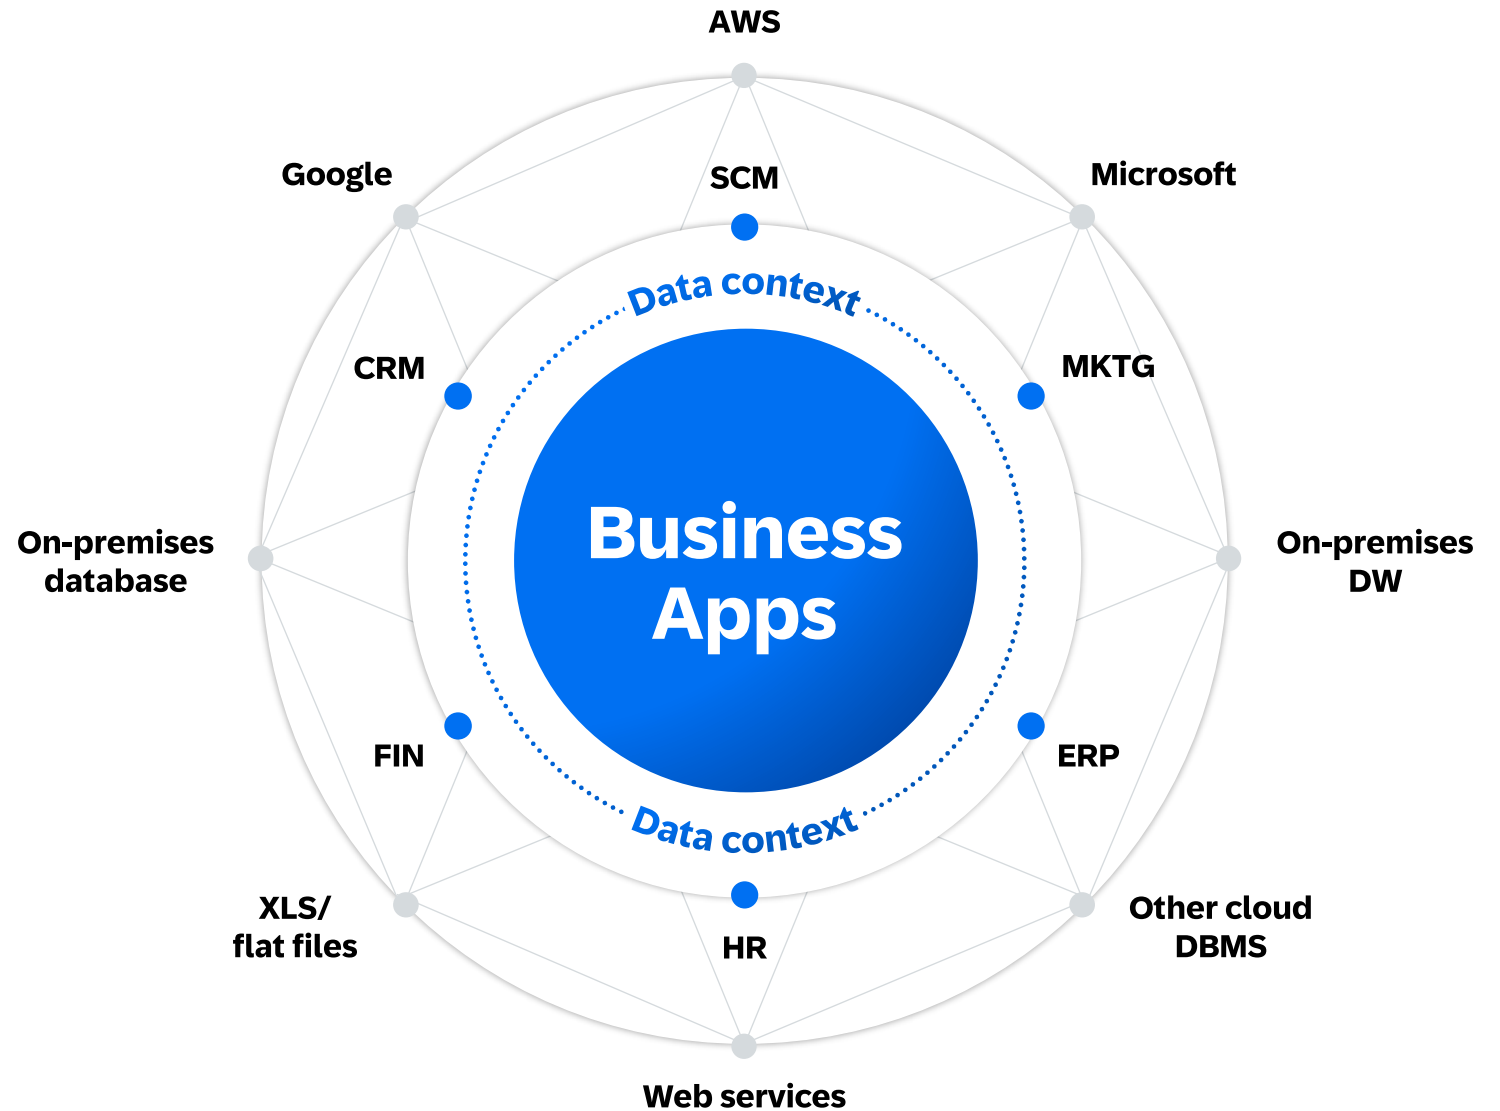 AWS
Google
Microsoft
SCM
Data context
CRM
MKTG
Business
Apps
On-premises
database
On-premises
DW
FIN
ERP
Data context
XLS/
flat files
HR
Other cloud
DBMS
Web services